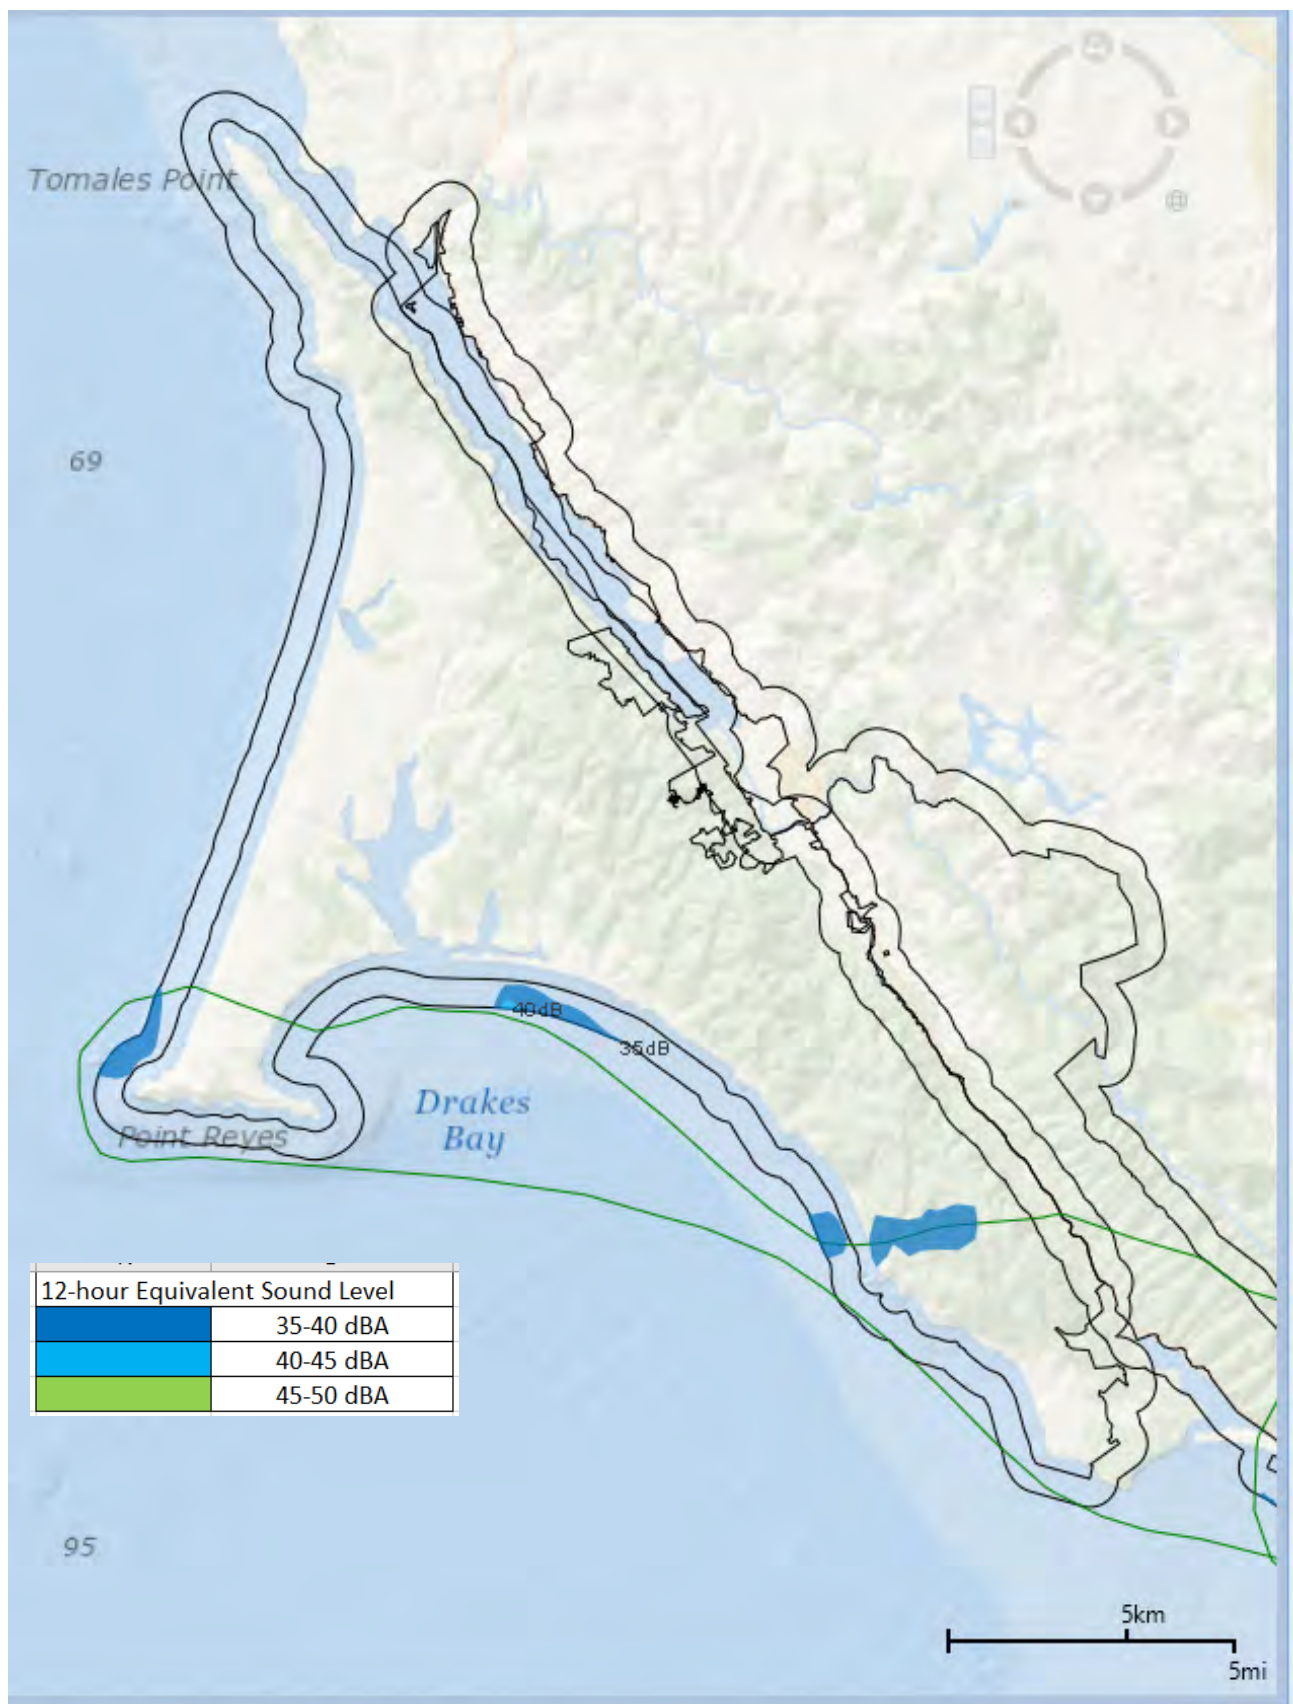 Tomales Point
69
40dB
35dB
Drakes
Bay
Point Reyes
12-hour Equivalent Sound Level
35-40 dBA
40-45 dBA
45-50 dBA
95
5km
5mi